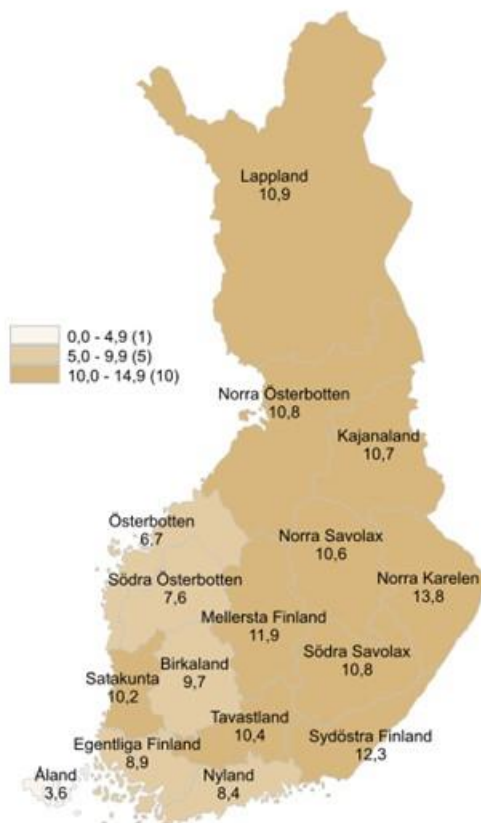 Lappland
10,9
0,0 - 4,9 (1)
5,0 - 9,9 (5)
10,0 - 14,9 (10)
Norra Österbotten
10,8
Kajanaland
10,7
Österbotten
6,7
Norra Savolax
10,6
Södra Österbotten
7,6
Norra Karelen
13,8
Mellersta Finland
11,9
Södra Savolax
10,8
Birkaland
9,7
Satakunta
10,2
Tavastland
10,4
Sydöstra Finland
12,3
Egentliga Finland
8,9
Åland
3,6
Nyland
8,4